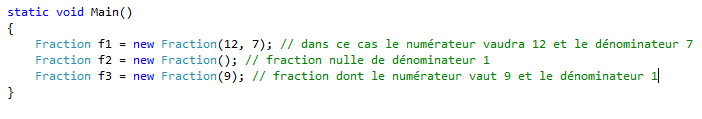 static void Main()
{
    Fraction f1 = new Fraction(12, 7); // dans ce cas le numérateur vaudra 12 et le dénominateur 7
    Fraction f2 = new Fraction(); // fraction nulle de dénominateur 1
    Fraction f3 = new Fraction(9); // fraction dont le numérateur vaut 9 et le dénominateur 1
}